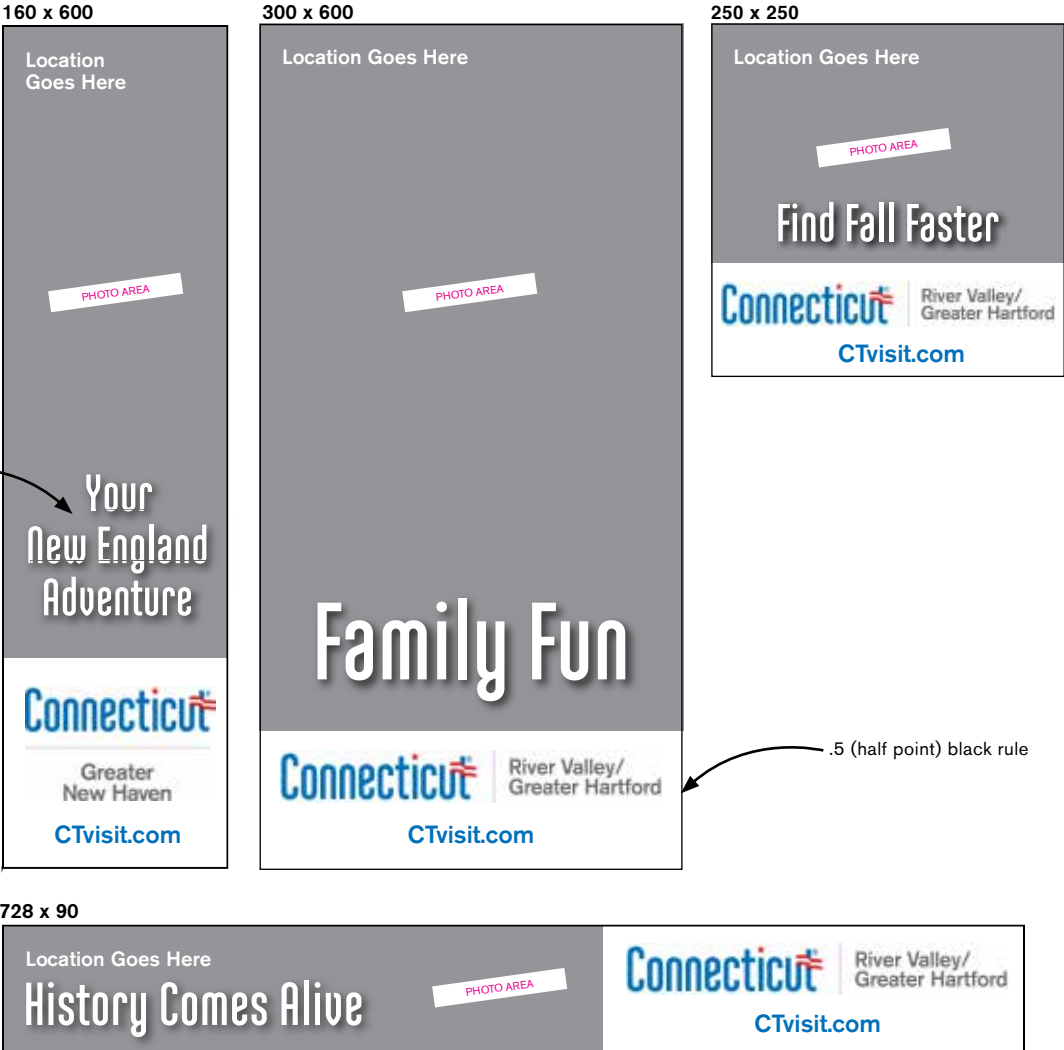 160 x 600
Location
Goes Here
PHOTO AREA
Your
New England
Adventure
Connecticut
Greater
New Haven
CTvisit.com
300 x 600
Location Goes Here
PHOTO AREA
Family Fun
Connecticut
River Valley/
Greater Hartford
CTvisit.com
.5 (half point) black rule
250 x 250
Location Goes Here
PHOTO AREA
Find Fall Faster
Connecticut
River Valley/
Greater Hartford
CTvisit.com
728 x 90
Location Goes Here
History Comes Alive
PHOTO AREA
Connecticut
River Valley/
Greater Hartford
CTvisit.com